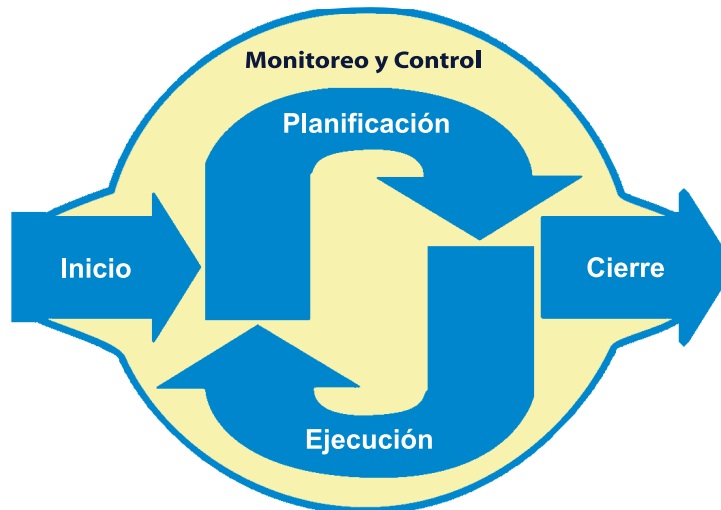 Monitoreo y Control
Planificación
Inicio
Cierre
Ejecución